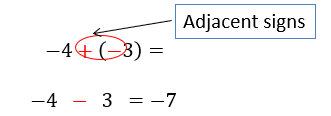 Adjacent signs
−4 + (−3) =
−4 − 3 = −7